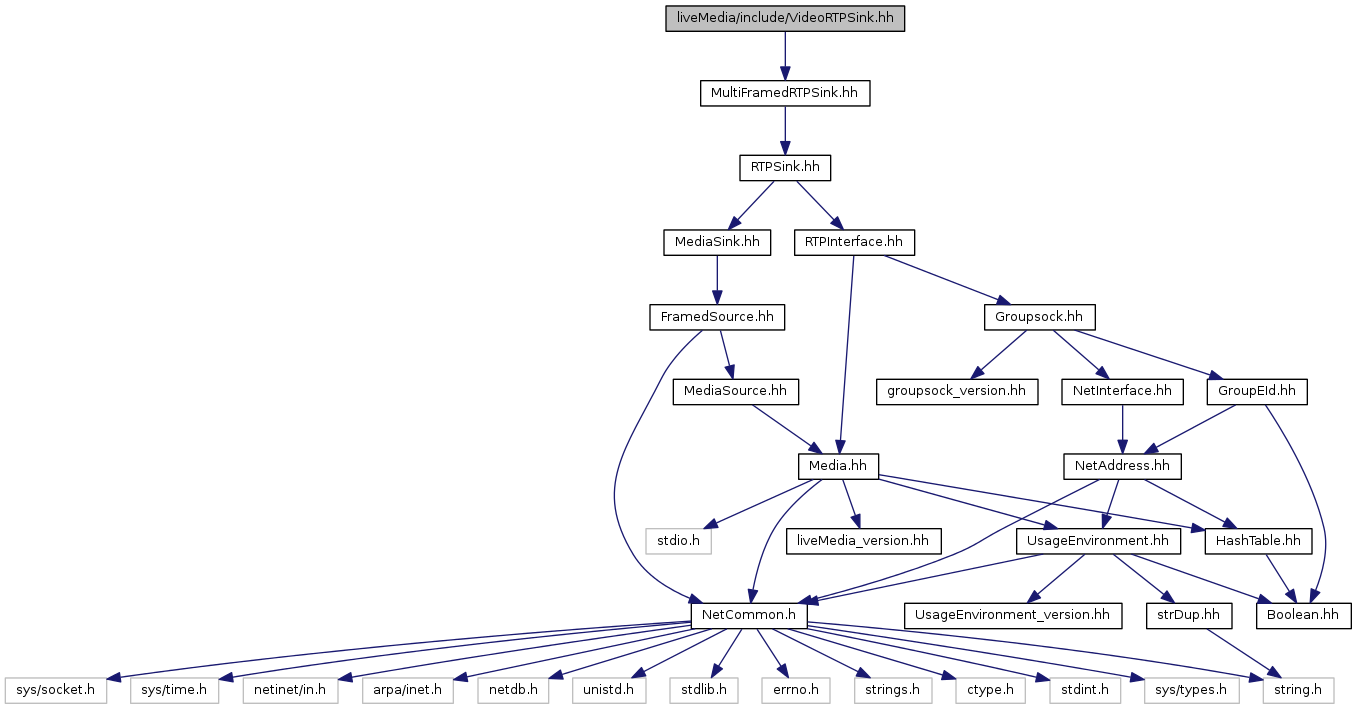 liveMedia/include/VideoRTPSink.hh
MultiFramedRTPSink.hh
RTPSink.hh
MediaSink.hh
RTPInterface.hh
FramedSource.hh
Groupsock.hh
MediaSource.hh
groupsock_version.hh
NetInterface.hh
GroupEId.hh
Media.hh
NetAddress.hh
stdio.h
liveMedia_version.hh
UsageEnvironment.hh
HashTable.hh
NetCommon.h
UsageEnvironment_version.hh
strDup.hh
Boolean.hh
sys/socket.h
sys/time.h
netinet/in.h
arpa/inet.h
netdb.h
unistd.h
stdlib.h
errno.h
strings.h
ctype.h
stdint.h
sys/types.h
string.h